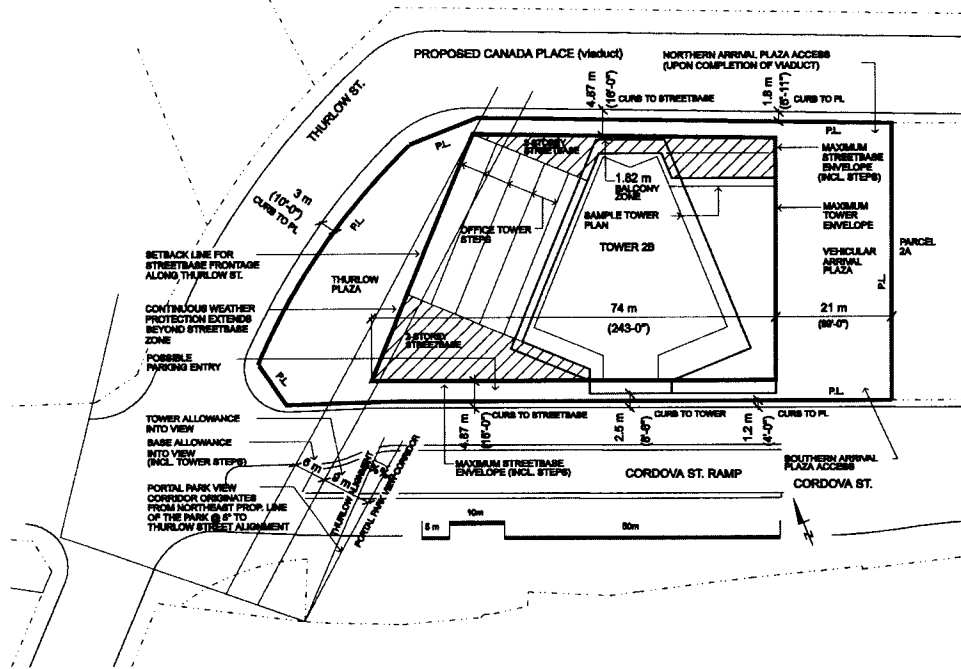 PROPOSED CANADA PLACE (viaduct)
NORTHERN ARRIVAL PLAZA ACCESS
(UPON COMPLETION OF VIADUCT)
THURLOW ST.
4.87 m
(16'-0")
CURB TO STREETBASE
1.8 m
(5'-11")
CURB TO PL
P.L.
P.L.
MAXIMUM
STREETBASE
ENVELOPE
(INCL. STEPS)
3 m
(10'-0")
CURB TO PL
P.L.
STREETBASE
1.82 m
BALCONY
ZONE
SAMPLE TOWER
PLAN
MAXIMUM
TOWER
ENVELOPE
OFFICE TOWER
STEPS
TOWER 2B
VEHICULAR
ARRIVAL
PLAZA
PARCEL
2A
P.L.
SETBACK LINE FOR
STREETBASE FRONTAGE
ALONG THURLOW ST.
THURLOW
PLAZA
CONTINUOUS WEATHER
PROTECTION EXTENDS
BEYOND STREETBASE
ZONE
74 m
(243'-0")
21 m
(69'-0")
2-STOREY
STREETBASE
POSSIBLE
PARKING ENTRY
P.L.
P.L.
TOWER ALLOWANCE
INTO VIEW
BASE ALLOWANCE
INTO VIEW
(INCL. TOWER STEPS)
4.87 m
(16'-0")
CURB TO STREETBASE
2.5 m
CURB TO TOWER
1.2 m
(4'-0")
CURB TO PL
SOUTHERN ARRIVAL
PLAZA ACCESS
MAXIMUM STREETBASE
ENVELOPE (INCL. STEPS)
CORDOVA ST. RAMP
CORDOVA ST.
6 m
9 m
THURLOW ALIGNMENT
PORTAL PARK VIEW CORRIDOR
PORTAL PARK VIEW
CORRIDOR ORIGINATES
FROM NORTHEAST PROP. LINE
OF THE PARK @ 5° TO
THURLOW STREET ALIGNMENT
10m
5 m
50m
N